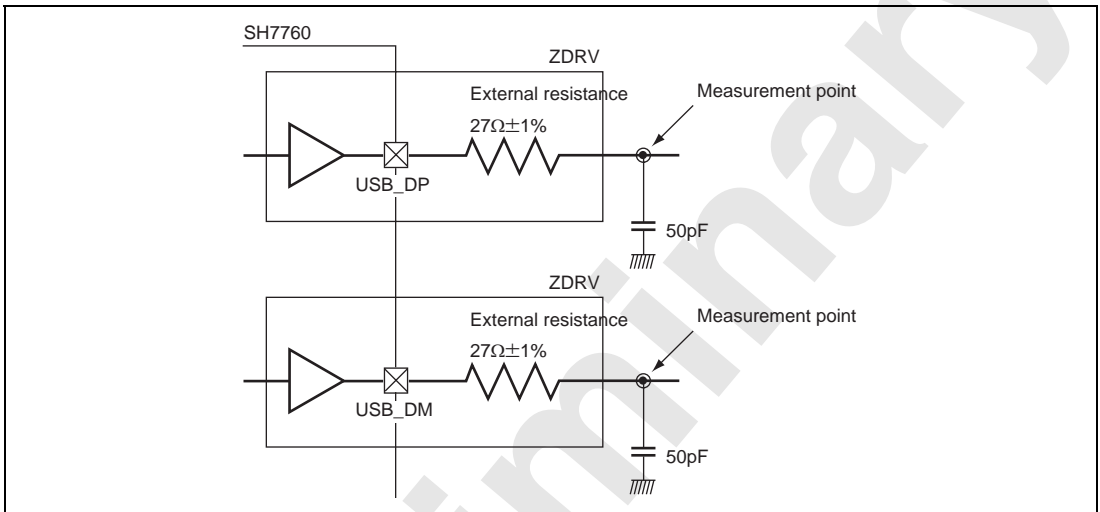 SH7760
ZDRV
External resistance
27Ω±1%
Measurement point
USB_DP
50pF
ZDRV
External resistance
27Ω±1%
Measurement point
USB_DM
50pF
minary